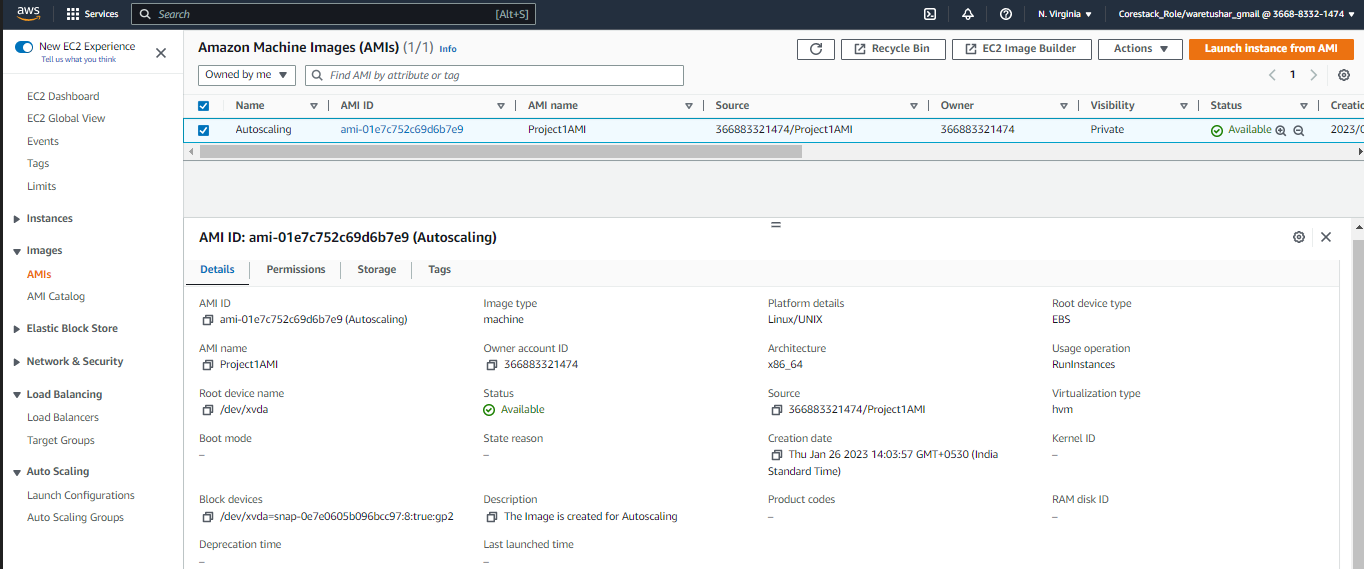 aws Services Search [Alt+S] N. Virginia Corestack_Role/waretushar_gmail @ 3668-8332-1474
New EC2 Experience
Tell us what you think
EC2 Dashboard
EC2 Global View
Events
Tags
Limits
Instances
Images
AMIs
AMI Catalog
Elastic Block Store
Network & Security
Load Balancing
Load Balancers
Target Groups
Auto Scaling
Launch Configurations
Auto Scaling Groups
Amazon Machine Images (AMIs) (1/1) Info
Recycle Bin EC2 Image Builder Actions Launch instance from AMI
Owned by me Find AMI by attribute or tag 1
Name AMI ID AMI name Source Owner Visibility Status Creatio
Autoscaling ami-01e7c752c69d6b7e9 Project1AMI 366883321474/Project1AMI 366883321474 Private Available 2023/0
AMI ID: ami-01e7c752c69d6b7e9 (Autoscaling)
Details Permissions Storage Tags
AMI ID Image type Platform details Root device type
ami-01e7c752c69d6b7e9 (Autoscaling) machine Linux/UNIX EBS
AMI name Owner account ID Architecture Usage operation
Project1AMI 366883321474 x86_64 RunInstances
Root device name Status Source Virtualization type
/dev/xvda Available 366883321474/Project1AMI hvm
Boot mode State reason Creation date Kernel ID
– – Thu Jan 26 2023 14:03:57 GMT+0530 (India –
Standard Time)
Block devices Description Product codes RAM disk ID
/dev/xvda=snap-0e7e0605b096bcc97:8:true:gp2 The Image is created for Autoscaling – –
Deprecation time Last launched time
– –